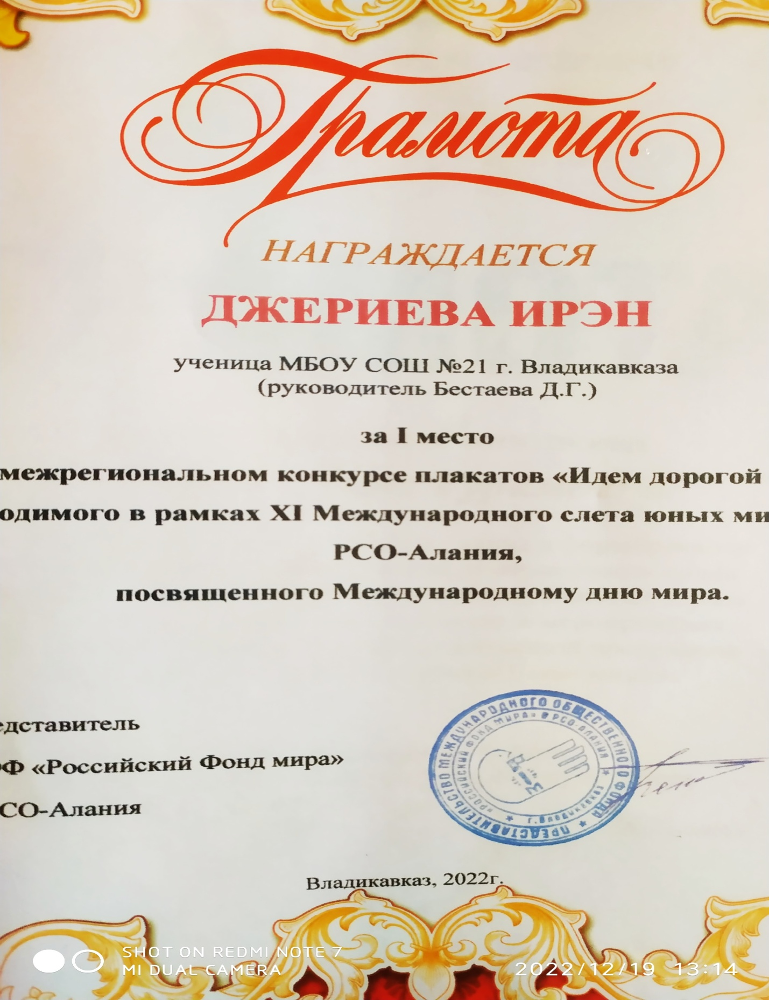 Грамота
НАГРАЖДАЕТСЯ
ДЖЕРИЕВА ИРЭН
ученица МБОУ СОШ №21 г. Владикавказа
(руководитель Бестаева Д.Г.)
за I место
межрегиональном конкурсе плакатов «Идем дорогой
одимого в рамках XI Международного слета юных ми
РСО-Алания,
посвященного Международному дню мира.
едставитель
ОФ «Российский Фонд мира»
СО-Алания
ПРЕДСТАВИТЕЛЬСТВО МЕЖДУНАРОДНОГО ОБЩЕСТВЕННОГО ФОНДА
«РОССИЙСКИЙ ФОНД МИРА» В РСО-АЛАНИЯ
г. Владикавказ
Владикавказ, 2022г.
SHOT ON REDMI NOTE 7
MI DUAL CAMERA
2022/12/19 13:14